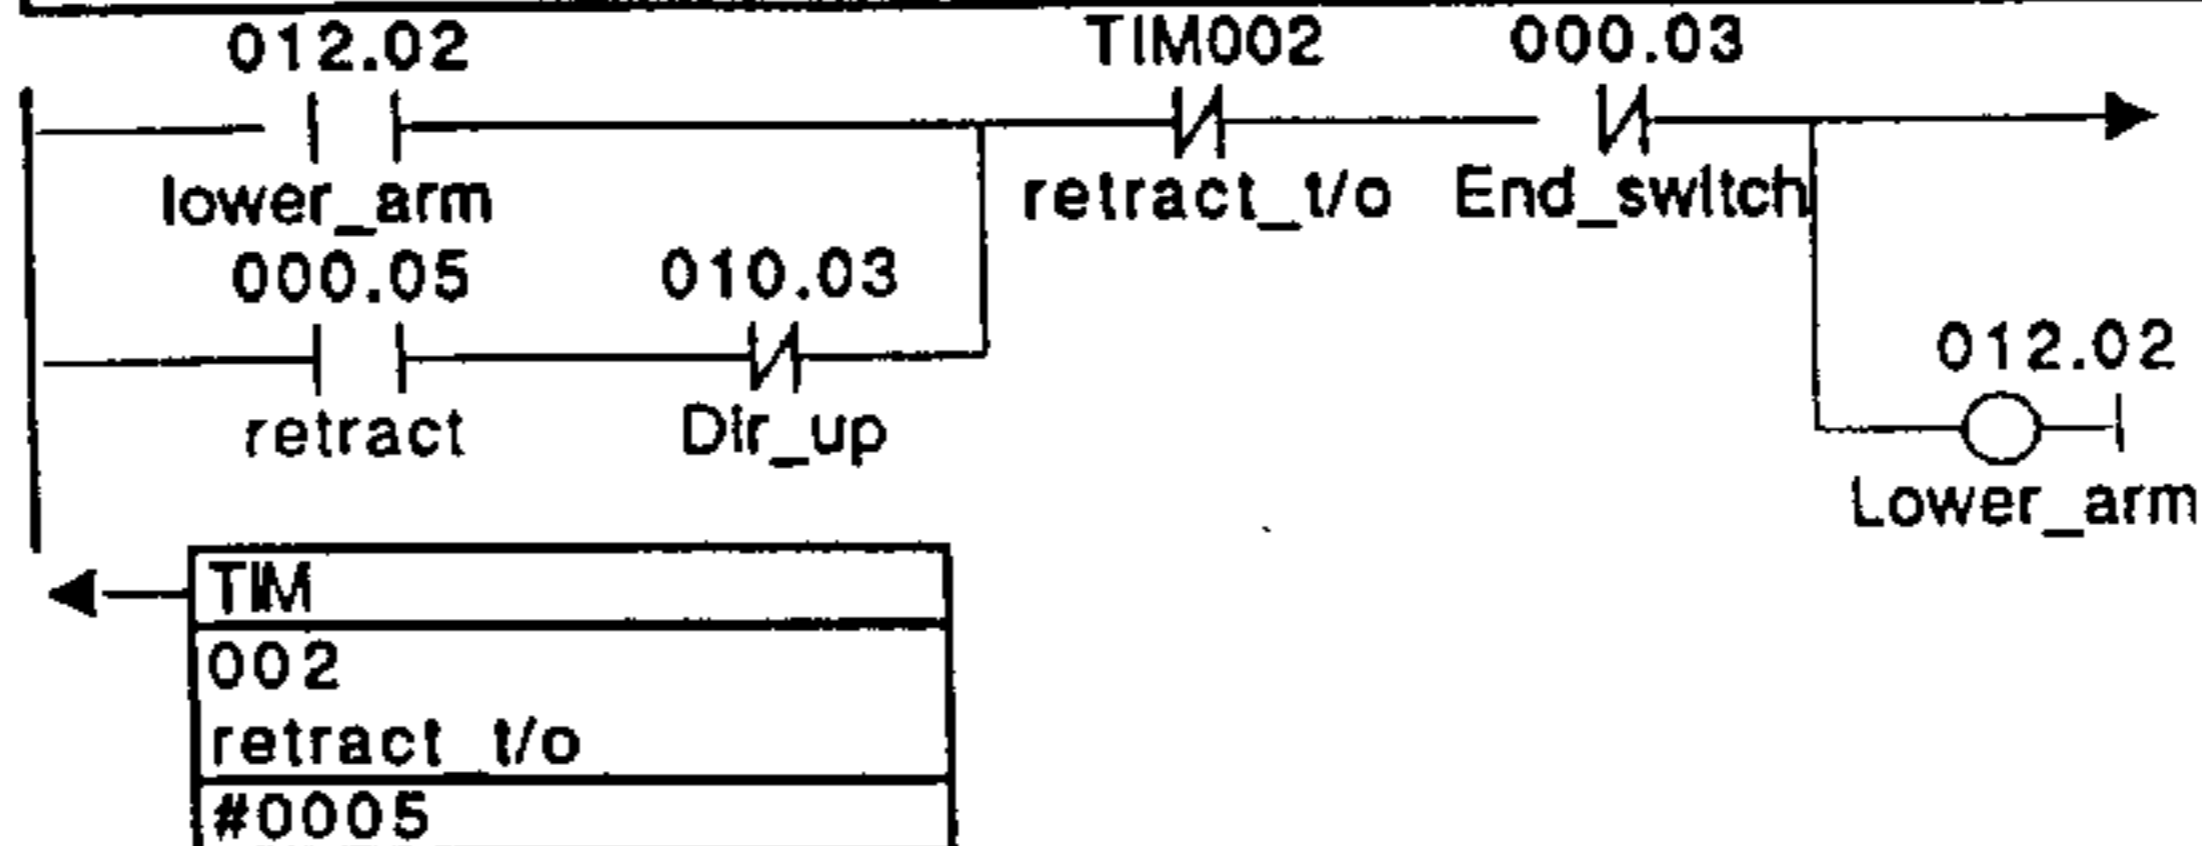 012.02 TIM002 000.03
lower_arm retract_t/o End_switch
000.05 010.03
retract Dir_up
012.02
Lower_arm
TIM
002
retract_t/o
#0005